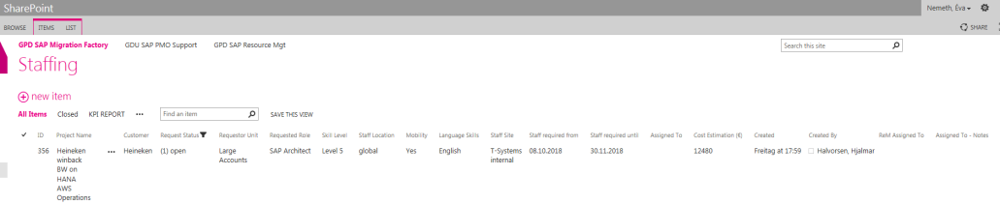 SharePoint Nemeth, Éva
BROWSE ITEMS LIST SHARE
GPD SAP Migration Factory GDU SAP PMO Support GPD SAP Resource Mgt Search this site
Staffing
new item
All Items Closed KPI REPORT ••• Find an item SAVE THIS VIEW
ID Project Name Customer Request Status Requestor Unit Requested Role Skill Level Staff Location Mobility Language Skills Staff Site Staff required from Staff required until Assigned To Cost Estimation (€) Created Created By ReM Assigned To Assigned To - Notes
356 Heineken ••• Heineken (1) open Large SAP Architect Level 5 global Yes English T-Systems 08.10.2018 30.11.2018 12480 Freitag at 17:59 Halvorsen, Hjalmar
winback Accounts internal
BW on
HANA
AWS
Operations